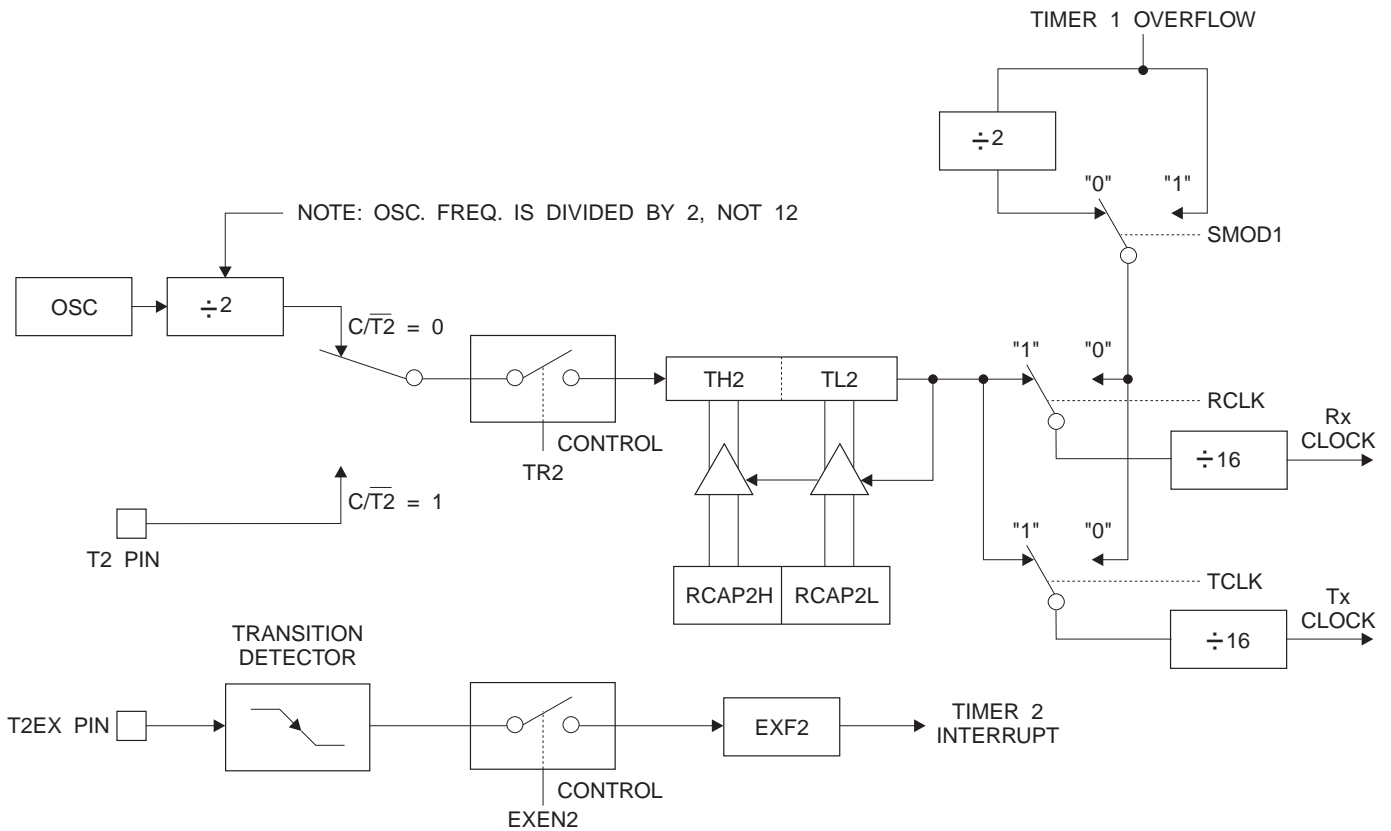 TIMER 1 OVERFLOW
÷2
"0" "1"
SMOD1
NOTE: OSC. FREQ. IS DIVIDED BY 2, NOT 12
OSC
÷2
C/T̅2̅ = 0
TH2
TL2
"1" "0"
RCLK
Rx
CLOCK
÷16
CONTROL
TR2
C/T̅2̅ = 1
T2 PIN
RCAP2H
RCAP2L
"1" "0"
TCLK
Tx
CLOCK
÷16
TRANSITION
DETECTOR
T2EX PIN
EXF2
TIMER 2
INTERRUPT
CONTROL
EXEN2